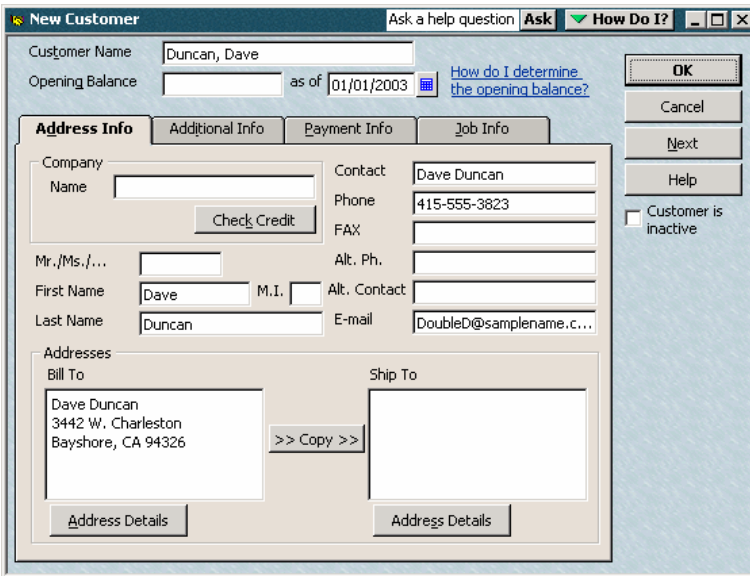 New Customer Ask a help question Ask How Do I?
Customer Name Duncan, Dave
Opening Balance as of 01/01/2003 How do I determine
the opening balance?
OK
Cancel
Next
Help
Customer is
inactive
Address Info Additional Info Payment Info Job Info
Company
Name
Check Credit
Contact Dave Duncan
Phone 415-555-3823
FAX
Mr./Ms./... Alt. Ph.
First Name Dave M.I. Alt. Contact
Last Name Duncan E-mail DoubleD@samplename.c...
Addresses
Bill To Ship To
Dave Duncan
3442 W. Charleston
Bayshore, CA 94326
>> Copy >>
Address Details Address Details